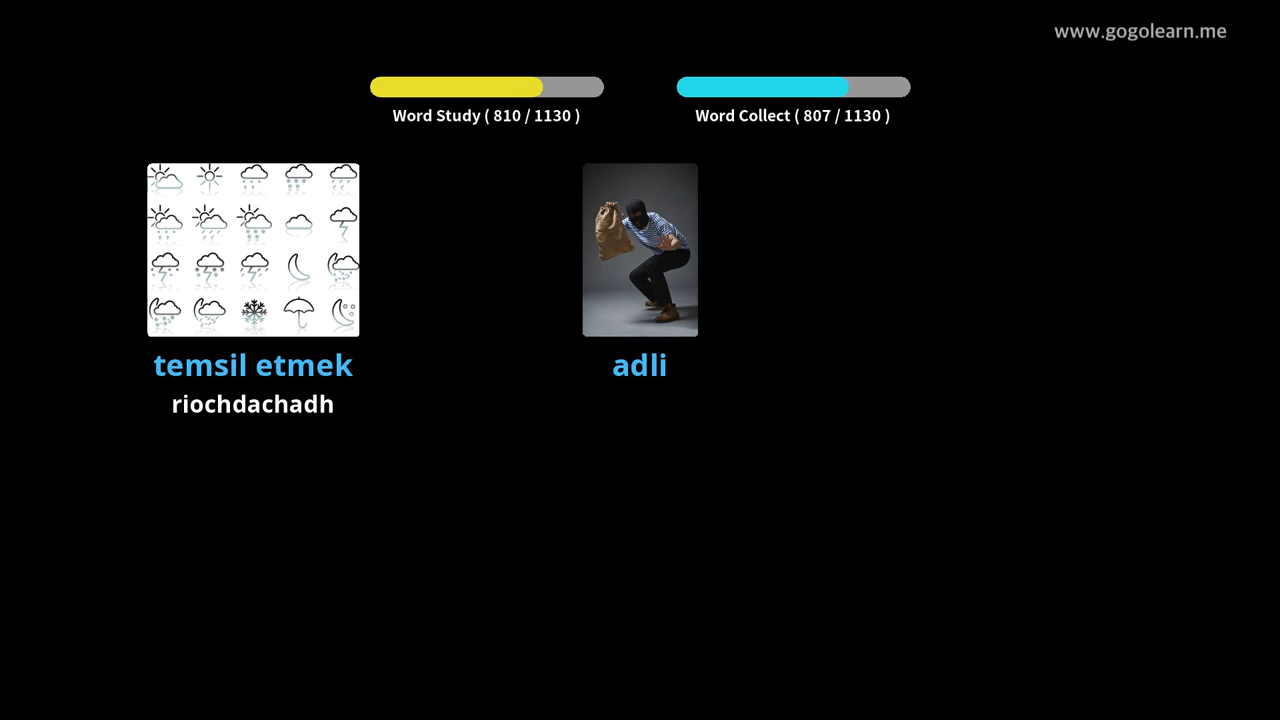 www.gogolearn.me
Word Study ( 810 / 1130 )
Word Collect ( 807 / 1130 )
temsil etmek
riochdachadh
adli